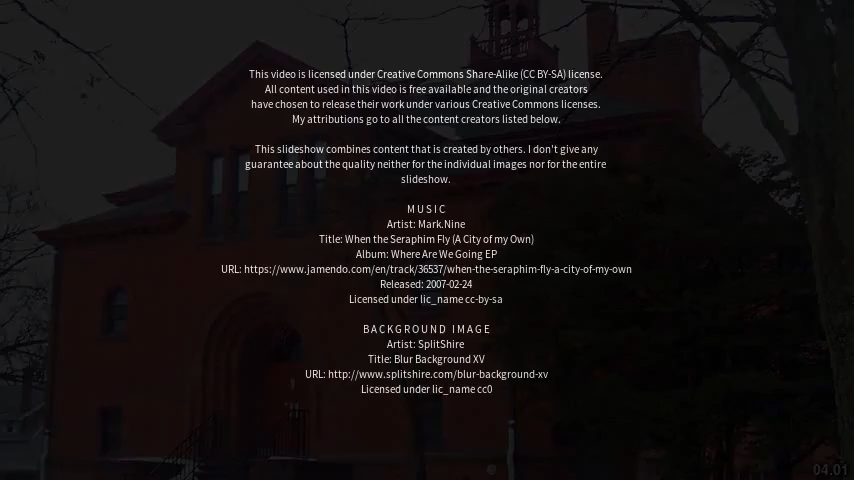 This video is licensed under Creative Commons Share-Alike (CC BY-SA) license.
All content used in this video is free available and the original creators
have chosen to release their work under various Creative Commons licenses.
My attributions go to all the content creators listed below.
This slideshow combines content that is created by others. I don't give any
guarantee about the quality neither for the individual images nor for the entire
slideshow.
MUSIC
Artist: Mark.Nine
Title: When the Seraphim Fly (A City of my Own)
Album: Where Are We Going EP
URL: https://www.jamendo.com/en/track/36537/when-the-seraphim-fly-a-city-of-my-own
Released: 2007-02-24
Licensed under lic_name cc-by-sa
BACKGROUND IMAGE
Artist: SplitShire
Title: Blur Background XV
URL: http://www.splitshire.com/blur-background-xv
Licensed under lic_name cc0
04.01